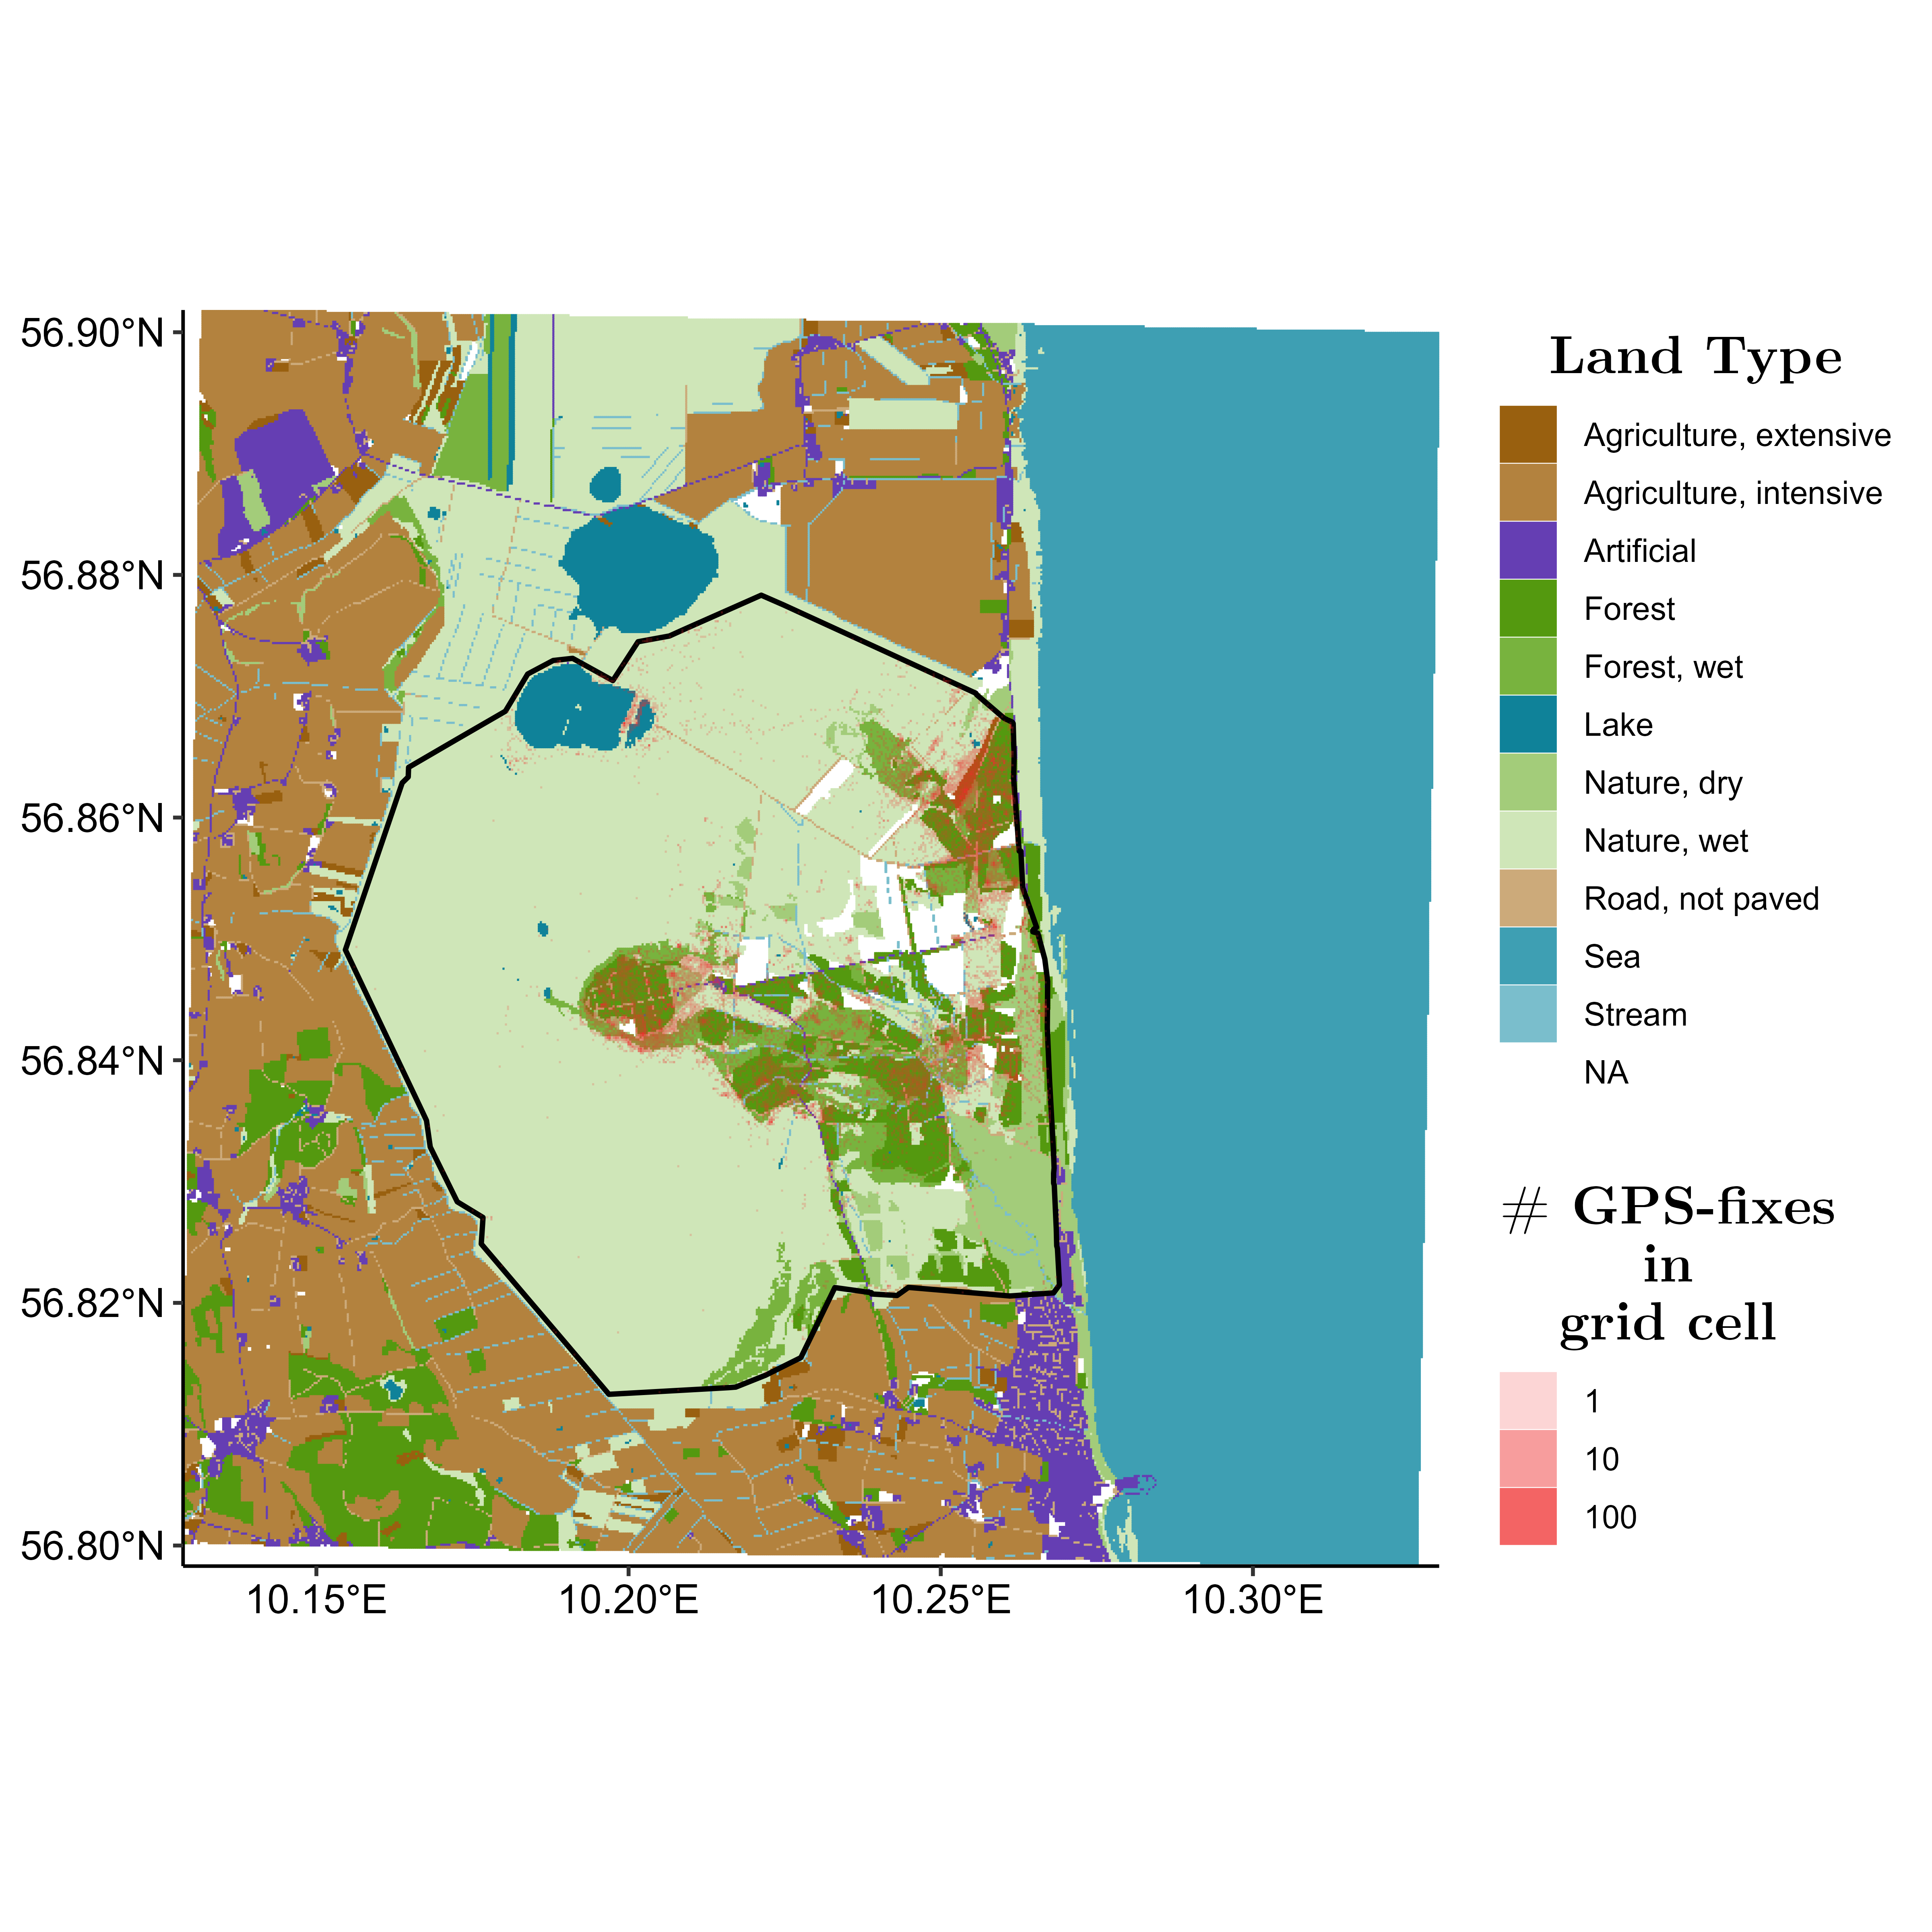 56.90°N
56.88°N
56.86°N
56.84°N
56.82°N
56.80°N
10.15°E
10.20°E
10.25°E
10.30°E
Land Type
Agriculture, extensive
Agriculture, intensive
Artificial
Forest
Forest, wet
Lake
Nature, dry
Nature, wet
Road, not paved
Sea
Stream
NA
# GPS-fixes
in
grid cell
1
10
100